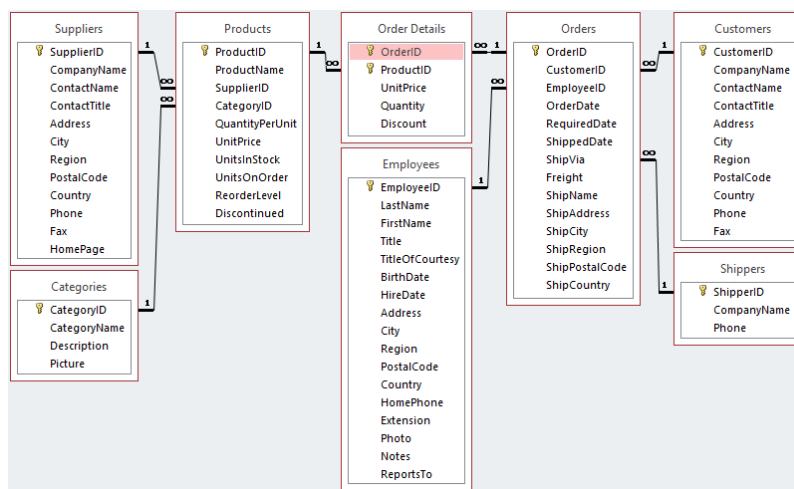 Suppliers
SupplierID
CompanyName
ContactName
ContactTitle
Address
City
Region
PostalCode
Country
Phone
Fax
HomePage
Categories
CategoryID
CategoryName
Description
Picture
Products
ProductID
ProductName
SupplierID
CategoryID
QuantityPerUnit
UnitPrice
UnitsInStock
UnitsOnOrder
ReorderLevel
Discontinued
Order Details
OrderID
ProductID
UnitPrice
Quantity
Discount
Employees
EmployeeID
LastName
FirstName
Title
TitleOfCourtesy
BirthDate
HireDate
Address
City
Region
PostalCode
Country
HomePhone
Extension
Photo
Notes
ReportsTo
Orders
OrderID
CustomerID
EmployeeID
OrderDate
RequiredDate
ShippedDate
ShipVia
Freight
ShipName
ShipAddress
ShipCity
ShipRegion
ShipPostalCode
ShipCountry
Customers
CustomerID
CompanyName
ContactName
ContactTitle
Address
City
Region
PostalCode
Country
Phone
Fax
Shippers
ShipperID
CompanyName
Phone
1
∞
1
∞
1
∞
∞
1
∞
1
∞
1
∞
1